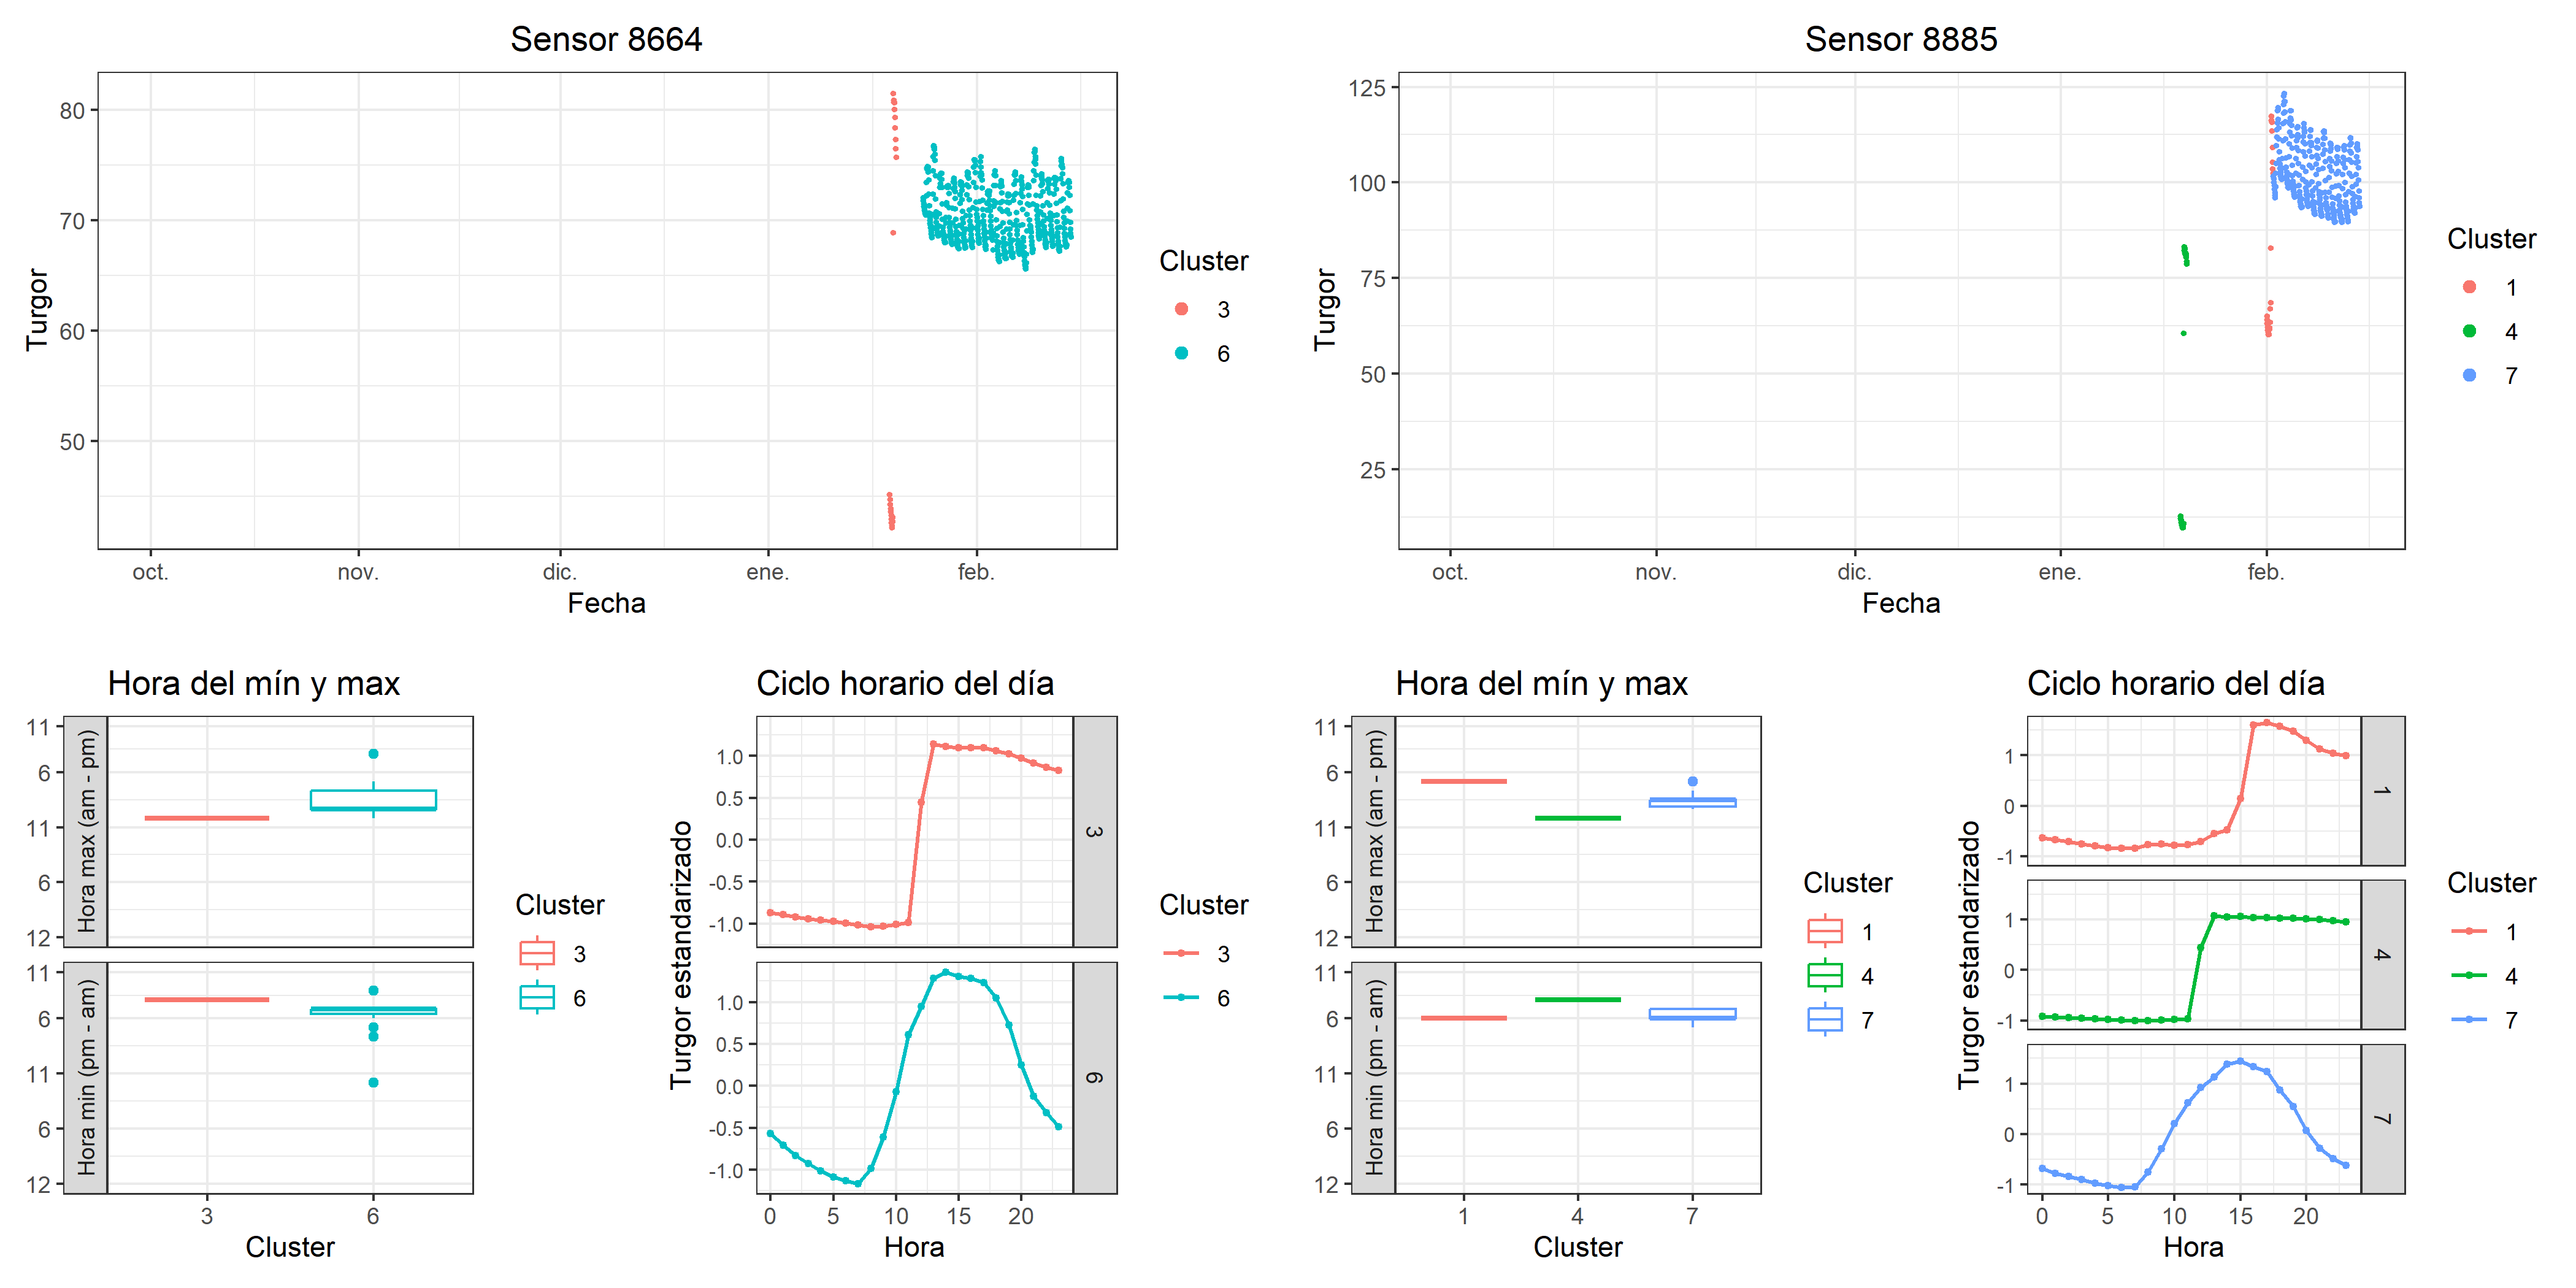 Sensor 8664
Turgor
80
70
60
50
oct. nov. dic. ene. feb.
Fecha
Cluster
3
6
Sensor 8885
Turgor
125
100
75
50
25
oct. nov. dic. ene. feb.
Fecha
Cluster
1
4
7
Hora del mín y max
Hora max (am - pm)
11
6
11
6
12
Hora min (pm - am)
11
6
11
6
12
3 6
Cluster
Cluster
3
6
Ciclo horario del día
Turgor estandarizado
1.0
0.5
0.0
-0.5
-1.0
3
1.0
0.5
0.0
-0.5
-1.0
6
0 5 10 15 20
Hora
Cluster
3
6
Hora del mín y max
Hora max (am - pm)
11
6
11
6
12
Hora min (pm - am)
11
6
11
6
12
1 4 7
Cluster
Cluster
1
4
7
Ciclo horario del día
Turgor estandarizado
1
0
-1
1
1
0
-1
4
1
0
-1
7
0 5 10 15 20
Hora
Cluster
1
4
7